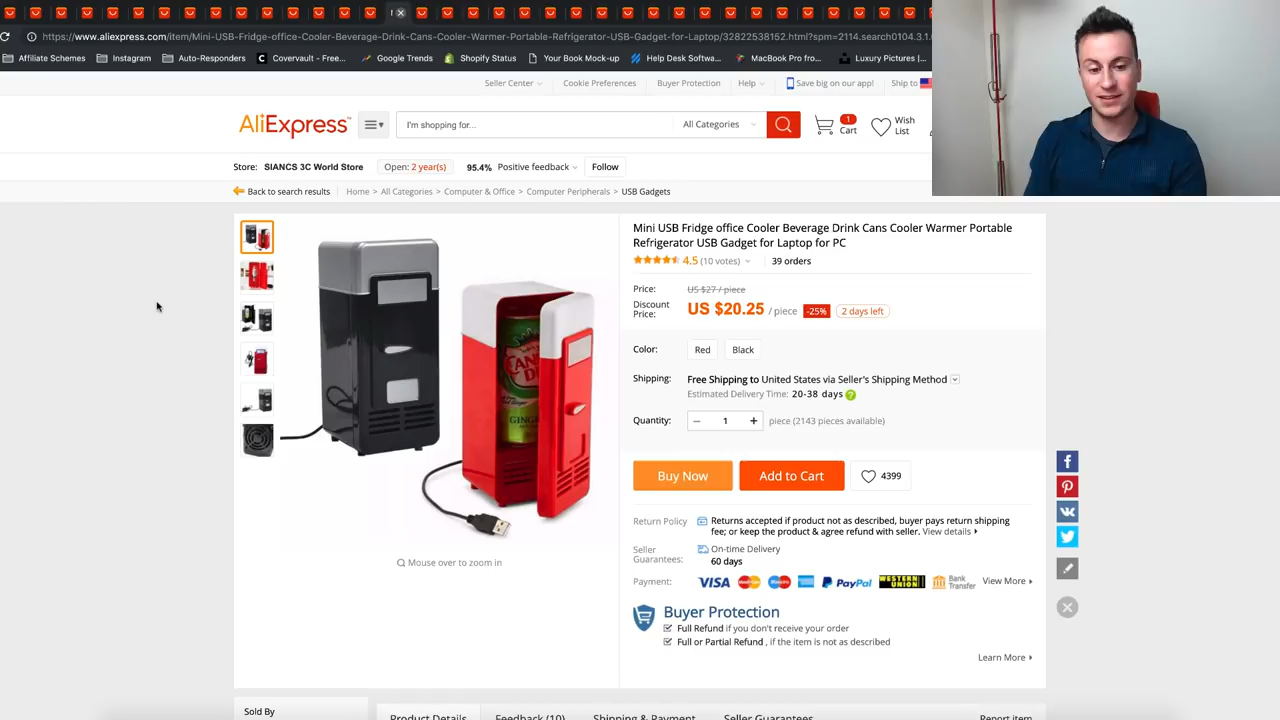 https://www.aliexpress.com/item/Mini-USB-Fridge-office-Cooler-Beverage-Drink-Cans-Cooler-Warmer-Portable-Refrigerator-USB-Gadget-for-Laptop/32822538152.html?spm=2114.search0104.3.1.
Affiliate Schemes Instagram Auto-Responders Covervault - Free... Google Trends Shopify Status Your Book Mock-up Help Desk Softwa... MacBook Pro fro... Luxury Pictures |...
Seller Center Cookie Preferences Buyer Protection Help Save big on our app! Ship to
AliExpress™ I'm shopping for... All Categories 1 Cart Wish List
Store: SIANCS 3C World Store Open: 2 year(s) 95.4% Positive feedback Follow
Back to search results Home > All Categories > Computer & Office > Computer Peripherals > USB Gadgets
Mini USB Fridge office Cooler Beverage Drink Cans Cooler Warmer Portable
Refrigerator USB Gadget for Laptop for PC
4.5 (10 votes) 39 orders
Price: US $27 / piece
Discount Price: US $20.25 / piece -25% 2 days left
Color: Red Black
Shipping: Free Shipping to United States via Seller's Shipping Method
Estimated Delivery Time: 20-38 days
Quantity: 1 piece (2143 pieces available)
Buy Now Add to Cart 4399
Return Policy Returns accepted if product not as described, buyer pays return shipping
fee; or keep the product & agree refund with seller. View details
Seller Guarantees: On-time Delivery
60 days
Payment: VISA PayPal WESTERN UNION Bank Transfer View More
Buyer Protection
Full Refund if you don't receive your order
Full or Partial Refund , if the item is not as described
Learn More
Mouse over to zoom in
Sold By Product Details Feedback (10) Shipping & Payment Seller Guarantees Report item